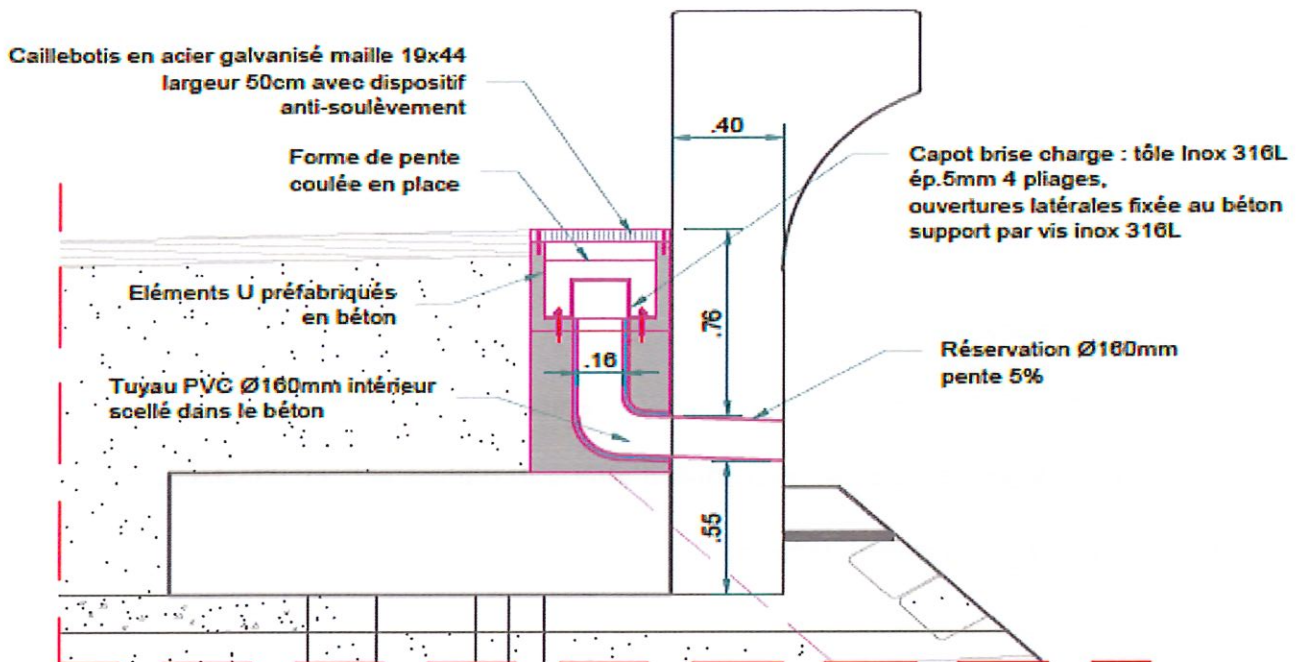 Caillebotis en acier galvanisé maille 19x44
largeur 50cm avec dispositif
anti-soulèvement
Forme de pente
coulée en place
Eléments U préfabriqués
en béton
Tuyau PVC Ø160mm intérieur
scellé dans le béton
.40
Capot brise charge : tôle Inox 316L
ép.5mm 4 pliages,
ouvertures latérales fixée au béton
support par vis inox 316L
.76
.16
Réservation Ø160mm
pente 5%
.55